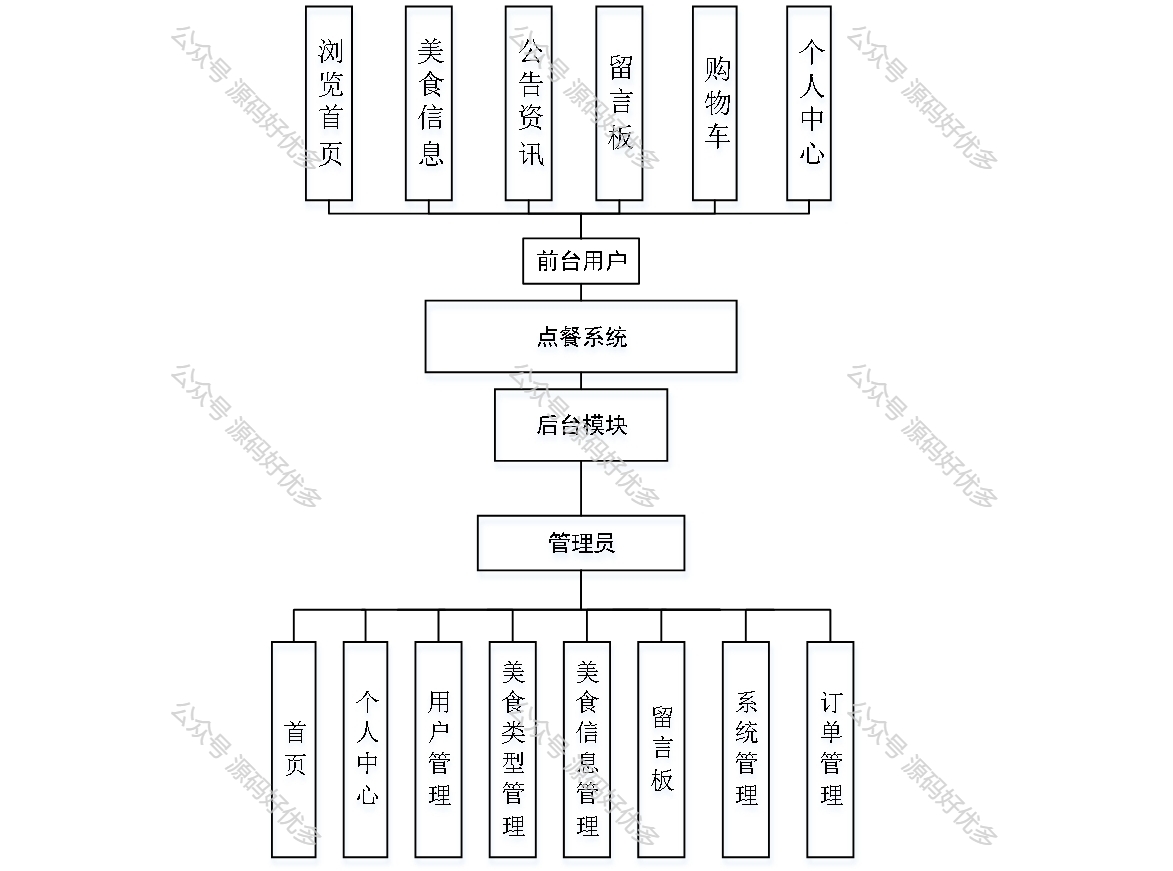 浏览首页
美食信息
公告资讯
留言板
购物车
个人中心
前台用户
点餐系统
后台模块
管理员
首页
个人中心
用户管理
美食类型管理
美食信息管理
留言板
系统管理
订单管理
公众号 源码好优多
公众号 源码好优多
公众号 源码好优多
公众号 源码好优多
公众号 源码好优多
公众号 源码好优多
公众号 源码好优多
公众号 源码好优多
公众号 源码好优多